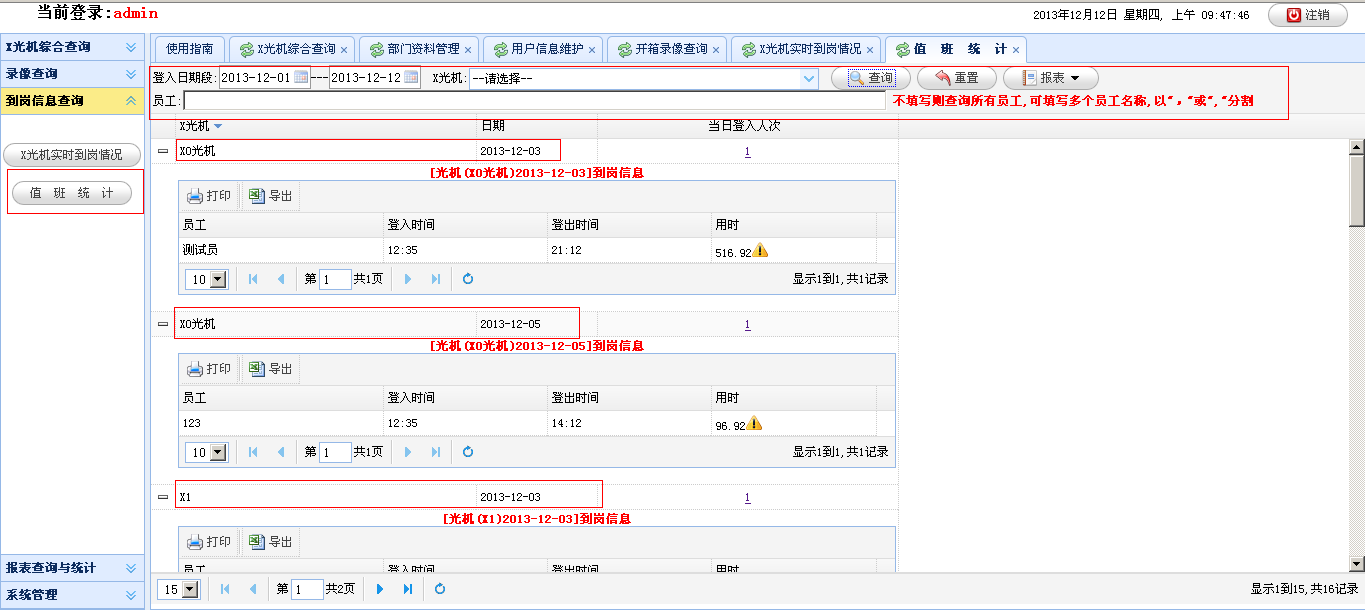 当前登录:admin
2013年12月12日 星期四, 上午 09:47:46 注销
X光机综合查询
录像查询
到岗信息查询
X光机实时到岗情况
值 班 统 计
报表查询与统计
系统管理
使用指南 X光机综合查询 × 部门资料管理 × 用户信息维护 × 开箱录像查询 × X光机实时到岗情况 × 值 班 统 计 ×
登入日期段: 2013-12-01 --- 2013-12-12 X光机: --请选择-- 查询 重置 报表
员工: 不填写则查询所有员工,可填写多个员工名称,以“,“或”,“分割
X光机 日期 当日登入人次
X0光机 2013-12-03 1
[光机(X0光机)2013-12-03]到岗信息
打印 导出
员工 登入时间 登出时间 用时
测试员 12:35 21:12 516.92
10 第 1 共1页 显示1到1,共1记录
X0光机 2013-12-05 1
[光机(X0光机)2013-12-05]到岗信息
打印 导出
员工 登入时间 登出时间 用时
123 12:35 14:12 96.92
10 第 1 共1页 显示1到1,共1记录
X1 2013-12-03 1
[光机(X1)2013-12-03]到岗信息
打印 导出
员工 登入时间 登出时间 用时
15 第 1 共2页 显示1到15,共16记录